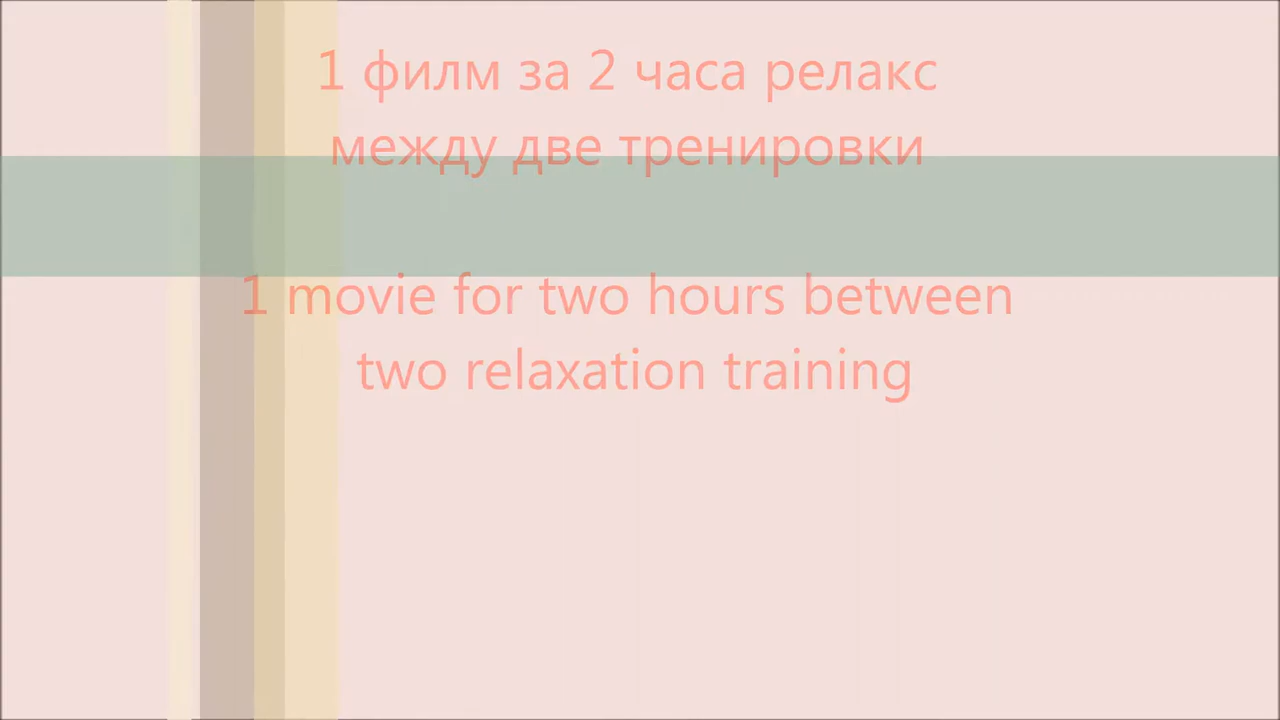 1 филм за 2 часа релакс
между две тренировки
1 movie for two hours between
two relaxation training